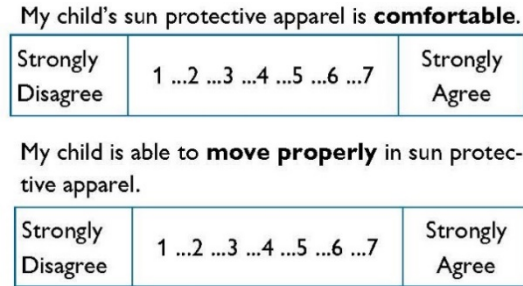 My child's sun protective apparel is comfortable.
Strongly Disagree
1 ...2 ...3 ...4 ...5 ...6 ...7
Strongly Agree
My child is able to move properly in sun protec-
tive apparel.
Strongly Disagree
1 ...2 ...3 ...4 ...5 ...6 ...7
Strongly Agree